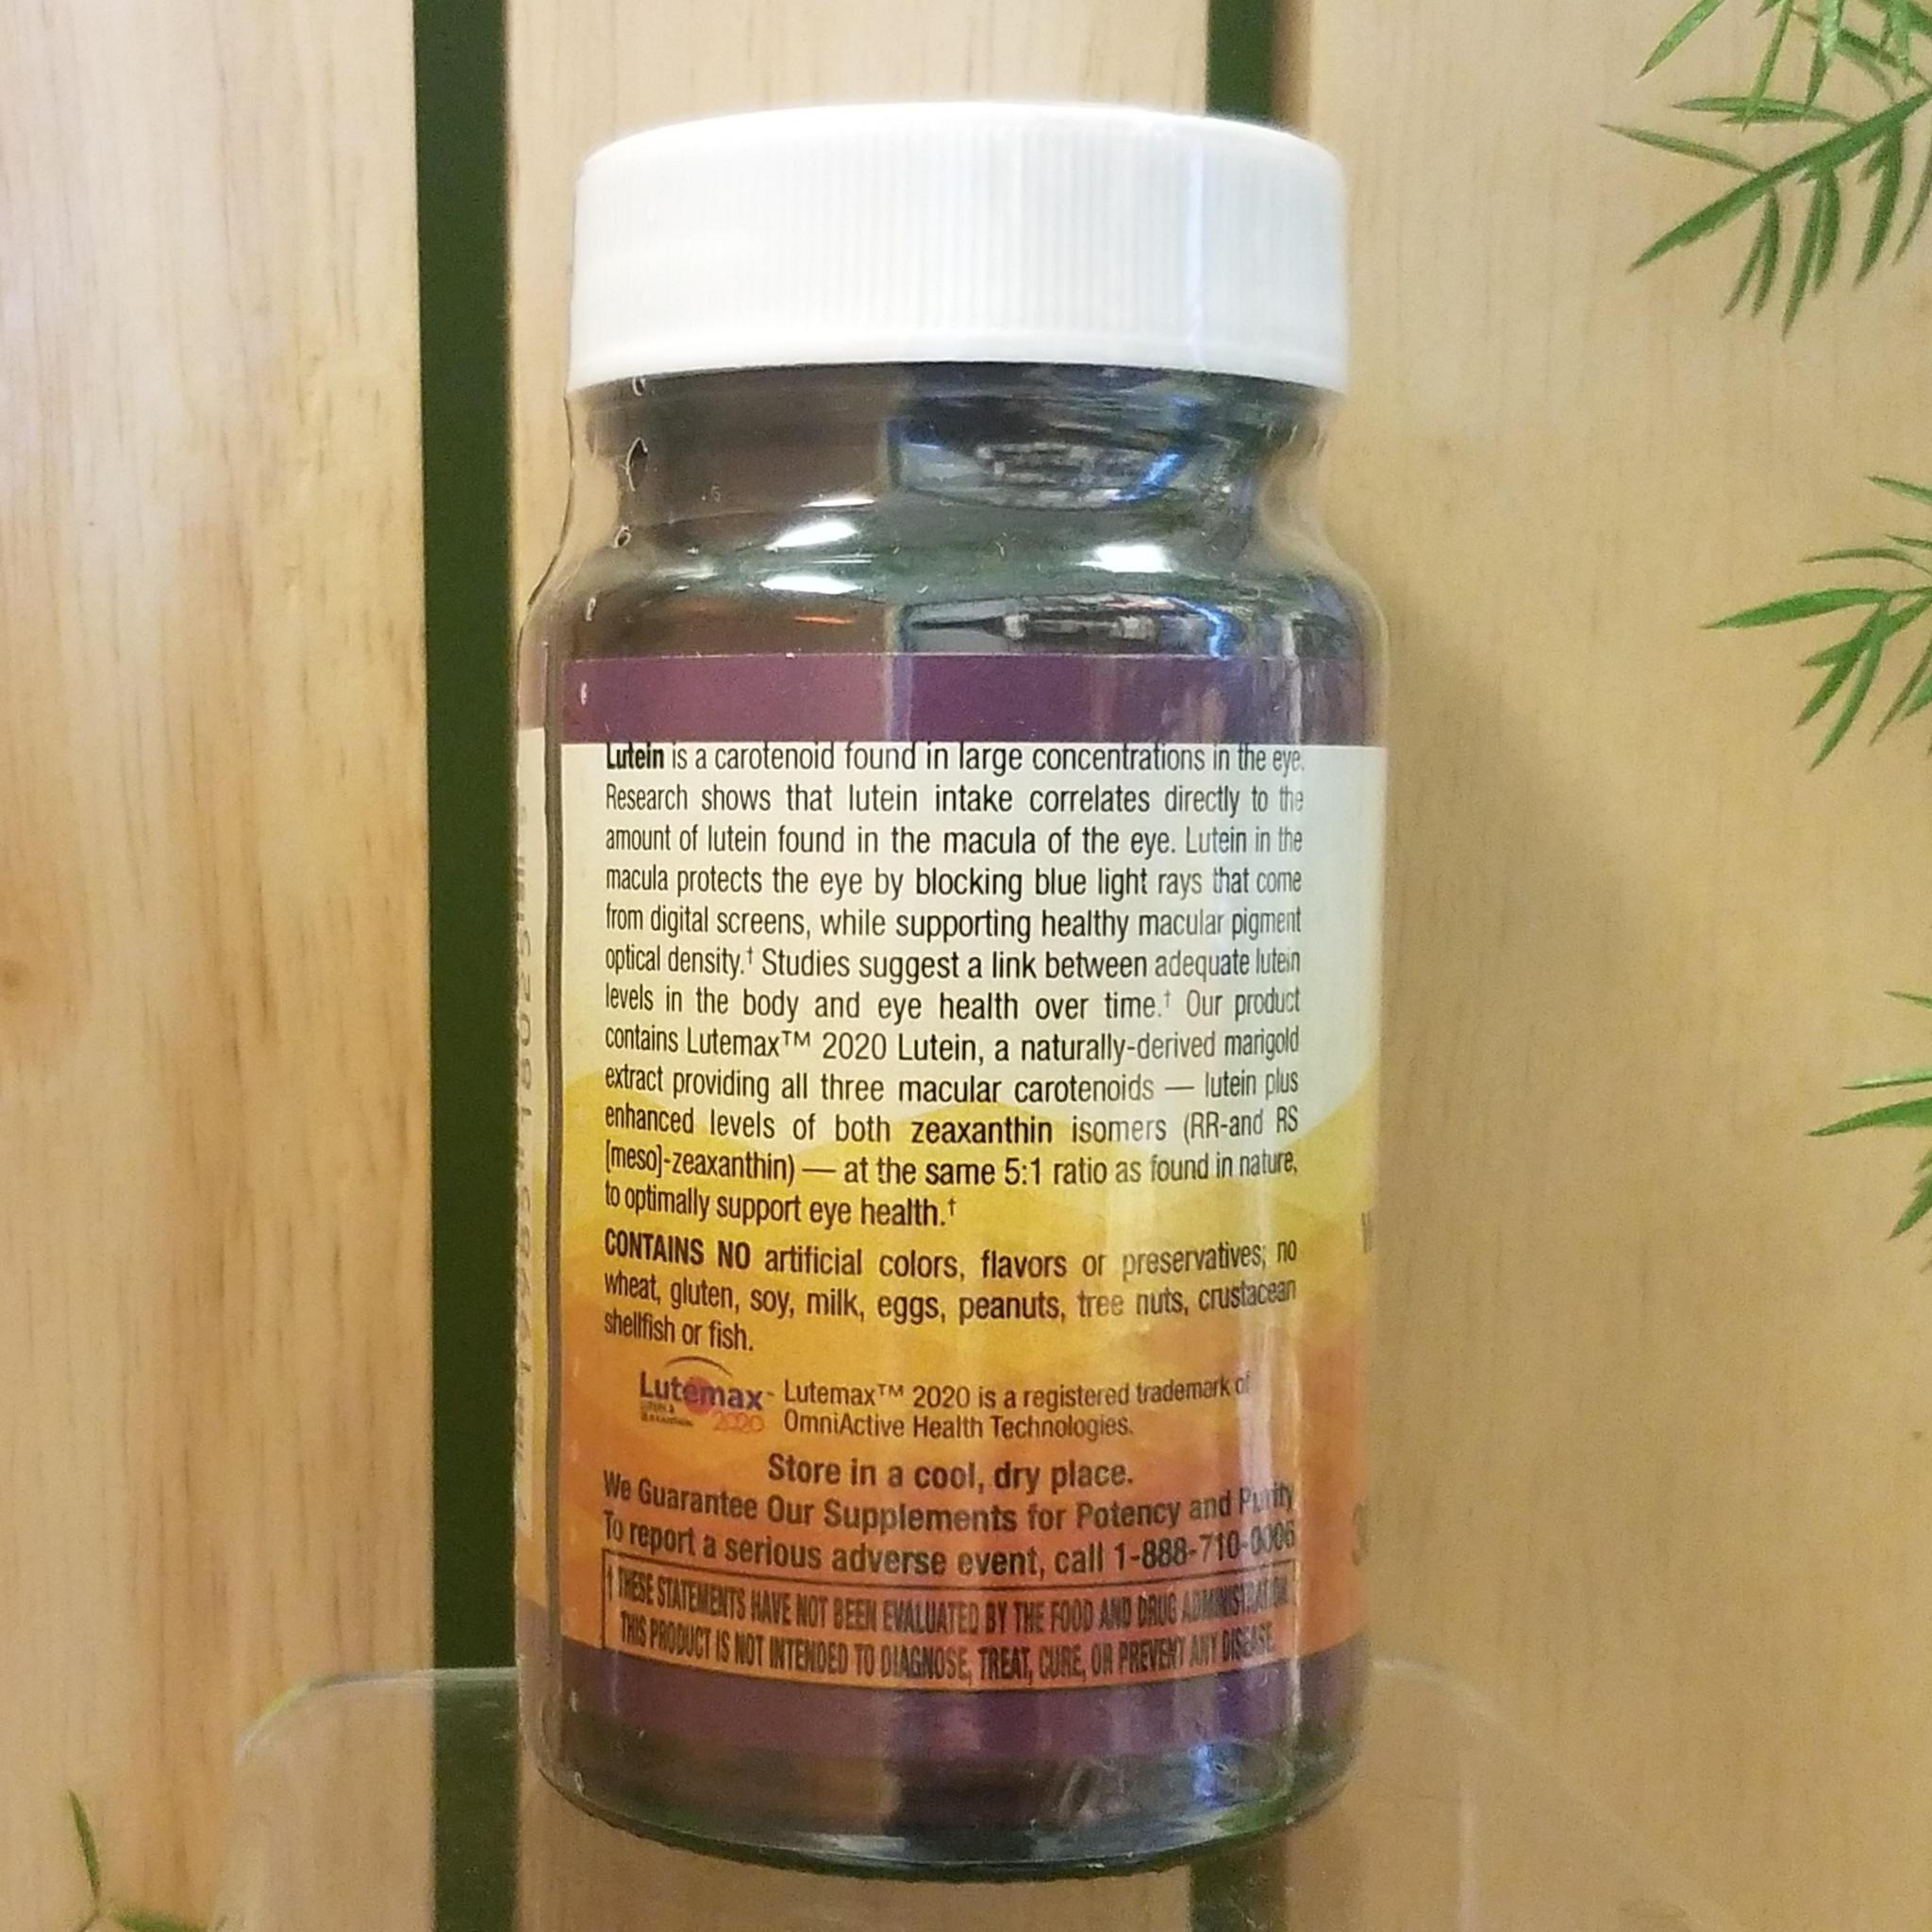 Lutein is a carotenoid found in large concentrations in the eye.
Research shows that lutein intake correlates directly to the
amount of lutein found in the macula of the eye. Lutein in the
macula protects the eye by blocking blue light rays that come
from digital screens, while supporting healthy macular pigment
optical density.† Studies suggest a link between adequate lutein
levels in the body and eye health over time.† Our product
contains Lutemax™ 2020 Lutein, a naturally-derived marigold
extract providing all three macular carotenoids — lutein plus
enhanced levels of both zeaxanthin isomers (RR-and RS
[meso]-zeaxanthin) — at the same 5:1 ratio as found in nature,
to optimally support eye health.†
CONTAINS NO artificial colors, flavors or preservatives; no
wheat, gluten, soy, milk, eggs, peanuts, tree nuts, crustacean
shellfish or fish.
Lutemax
2020
Lutemax™ 2020 is a registered trademark of
OmniActive Health Technologies.
Store in a cool, dry place.
We Guarantee Our Supplements for Potency and Purity
To report a serious adverse event, call 1-888-710-0006
† THESE STATEMENTS HAVE NOT BEEN EVALUATED BY THE FOOD AND DRUG ADMINISTRATION.
THIS PRODUCT IS NOT INTENDED TO DIAGNOSE, TREAT, CURE, OR PREVENT ANY DISEASE.